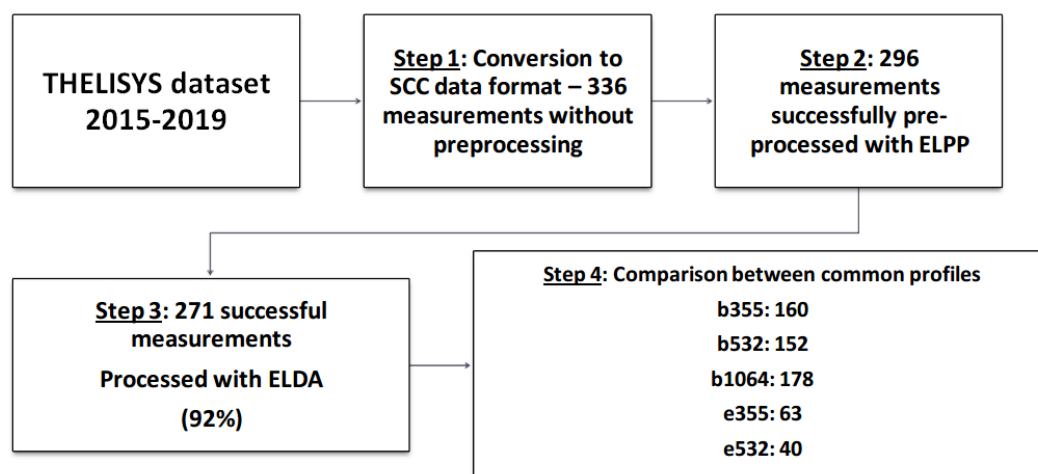 THELISYS dataset
2015-2019
Step 1: Conversion to
SCC data format – 336
measurements without
preprocessing
Step 2: 296
measurements
successfully pre-
processed with ELPP
Step 3: 271 successful
measurements
Processed with ELDA
(92%)
Step 4: Comparison between common profiles
b355: 160
b532: 152
b1064: 178
e355: 63
e532: 40